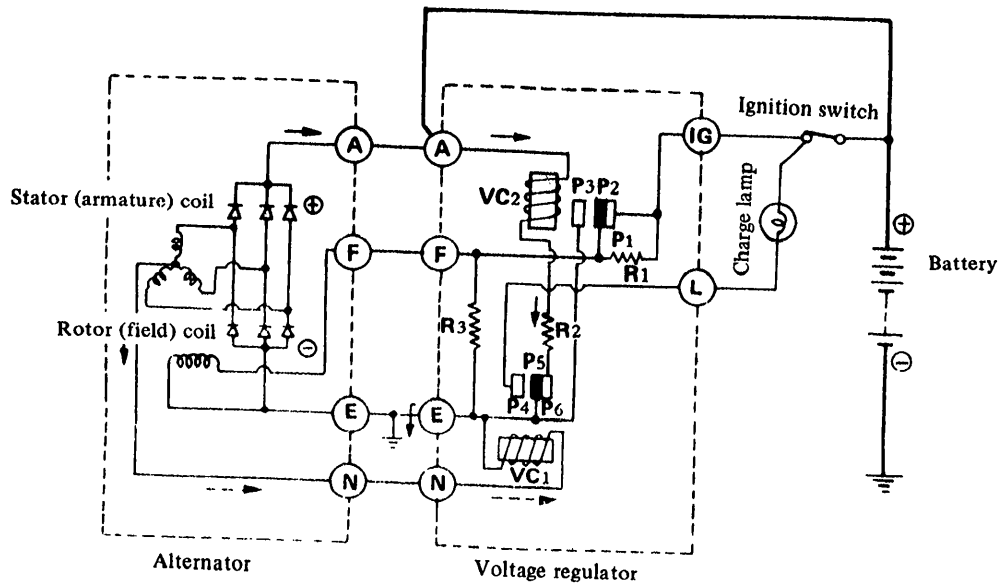 Ignition switch
A
A
IG
P3 P2
VC2
Stator (armature) coil
⊕
P1
R1
Charge lamp
⊕
F
F
Battery
L
R3
R2
Rotor (field) coil
⊖
P5
⊖
P4
P6
E
E
VC1
N
N
Alternator
Voltage regulator